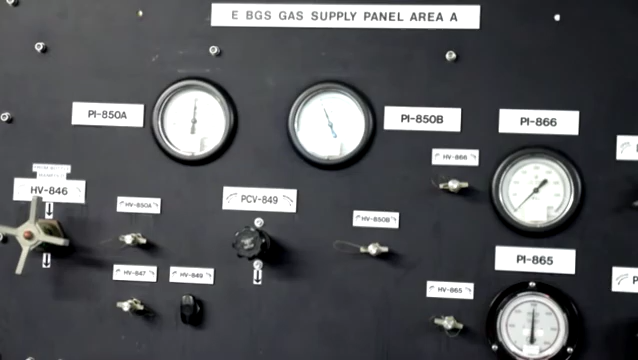 E BGS GAS SUPPLY PANEL AREA A
PI-850A
PI-850B
PI-866
HV-866
HV-846
HV-850A
PCV-849
HV-850B
PI-865
HV-847
HV-849
HV-865